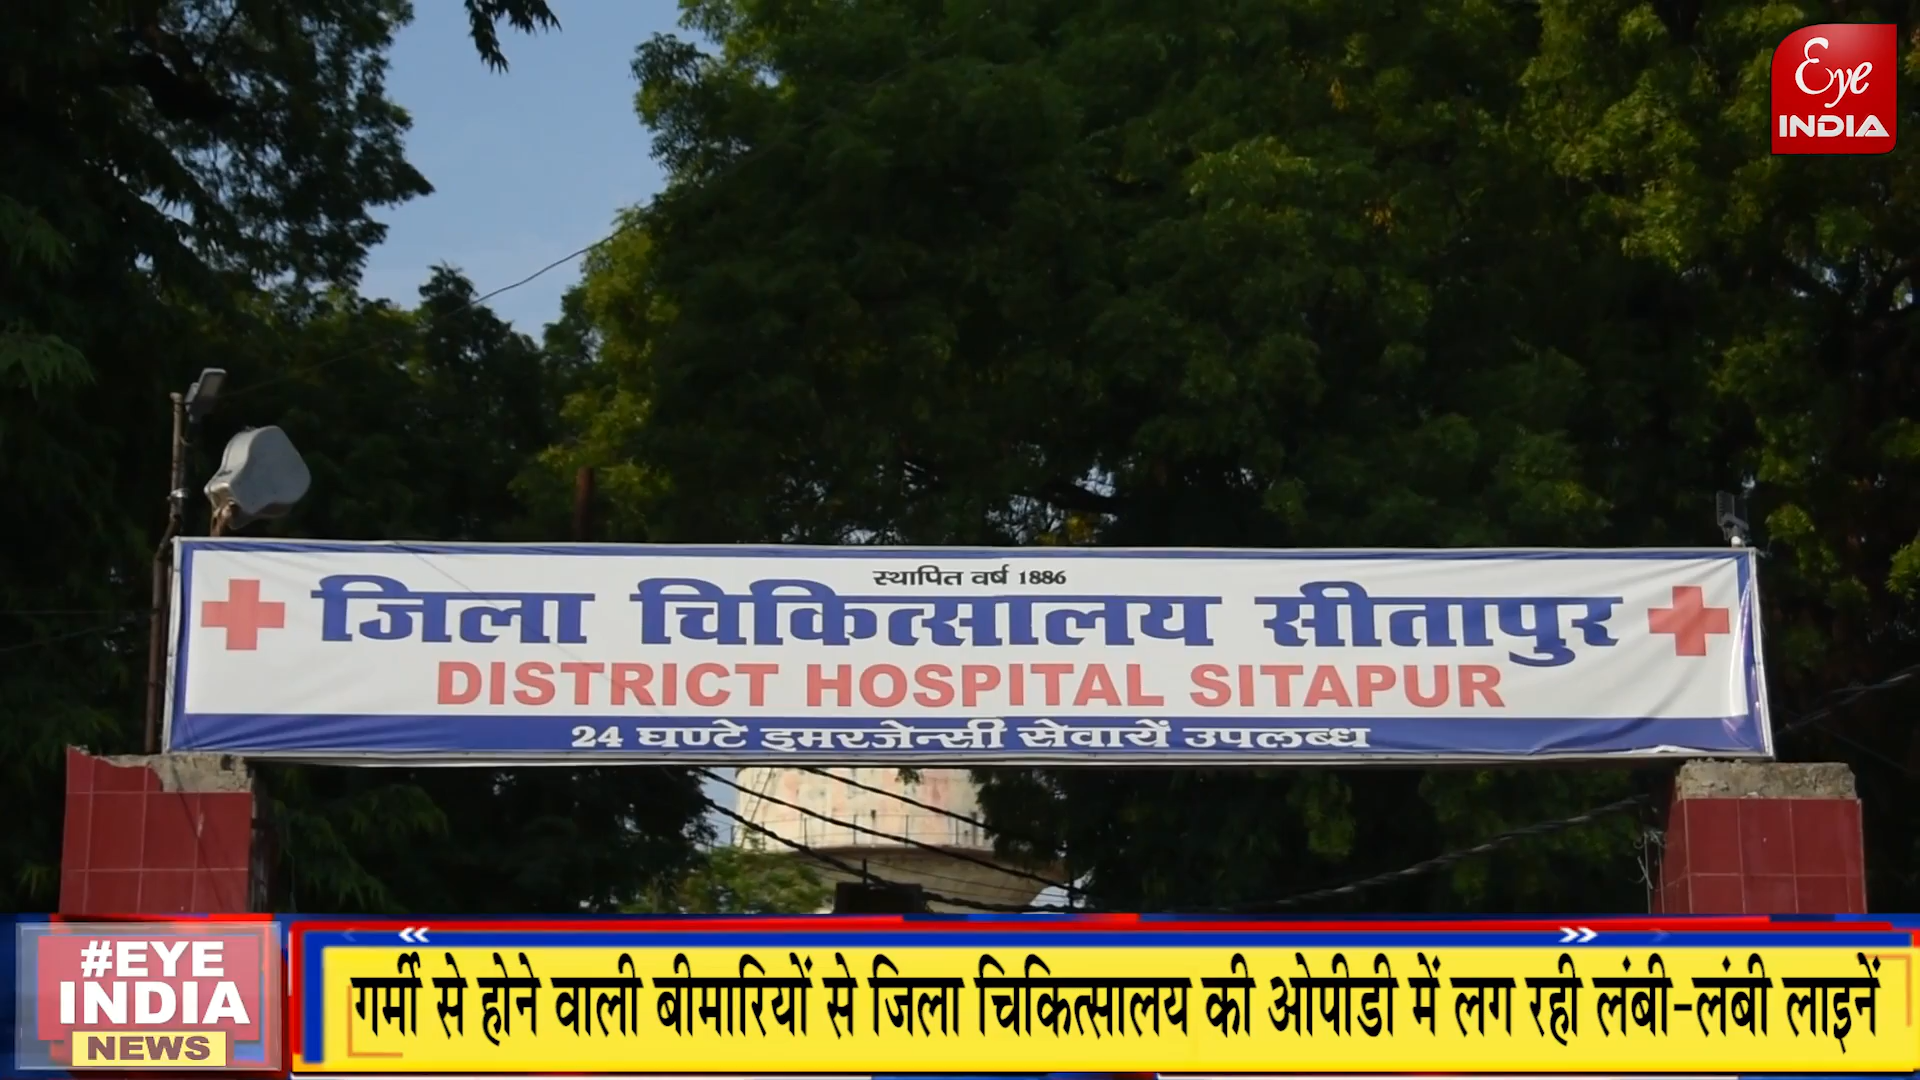 Eye
INDIA
स्थापित वर्ष 1886
जिला चिकित्सालय सीतापुर
DISTRICT HOSPITAL SITAPUR
24 घण्टे इमरजेन्सी सेवायें उपलब्ध
#EYE
INDIA
NEWS
गर्मी से होने वाली बीमारियों से जिला चिकित्सालय की ओपीडी में लग रही लंबी-लंबी लाइनें